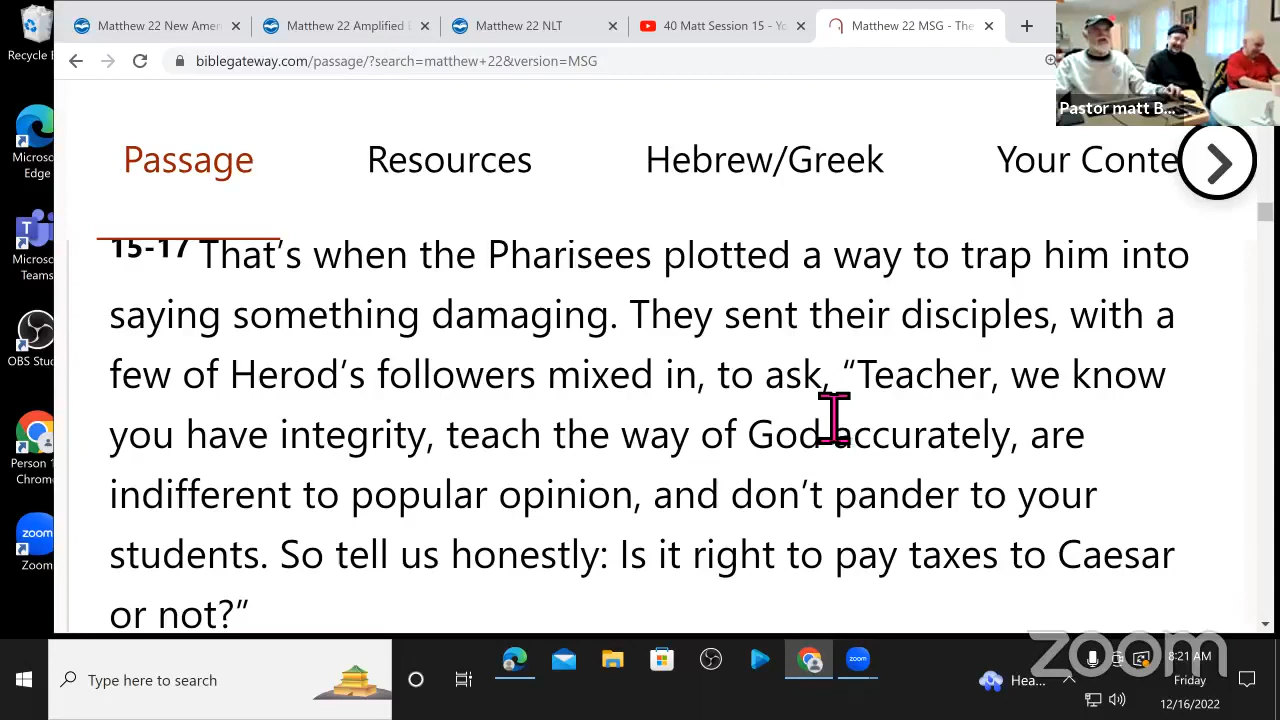 Recycle
Matthew 22 New Amer
Matthew 22 Amplified
Matthew 22 NLT
40 Matt Session 15 - Yo
Matthew 22 MSG - The
biblegateway.com/passage/?search=matthew+22&version=MSG
Pastor matt B...
Passage
Resources
Hebrew/Greek
Your Conte
15-17 That's when the Pharisees plotted a way to trap him into
saying something damaging. They sent their disciples, with a
few of Herod's followers mixed in, to ask, “Teacher, we know
you have integrity, teach the way of God accurately, are
indifferent to popular opinion, and don't pander to your
students. So tell us honestly: Is it right to pay taxes to Caesar
or not?”
Microso
Edge
Microso
Teams
OBS Stud
Person 1
Chrome
zoom
Zoom
zoom
Type here to search
zoom
Hea...
8:21 AM
Friday
12/16/2022